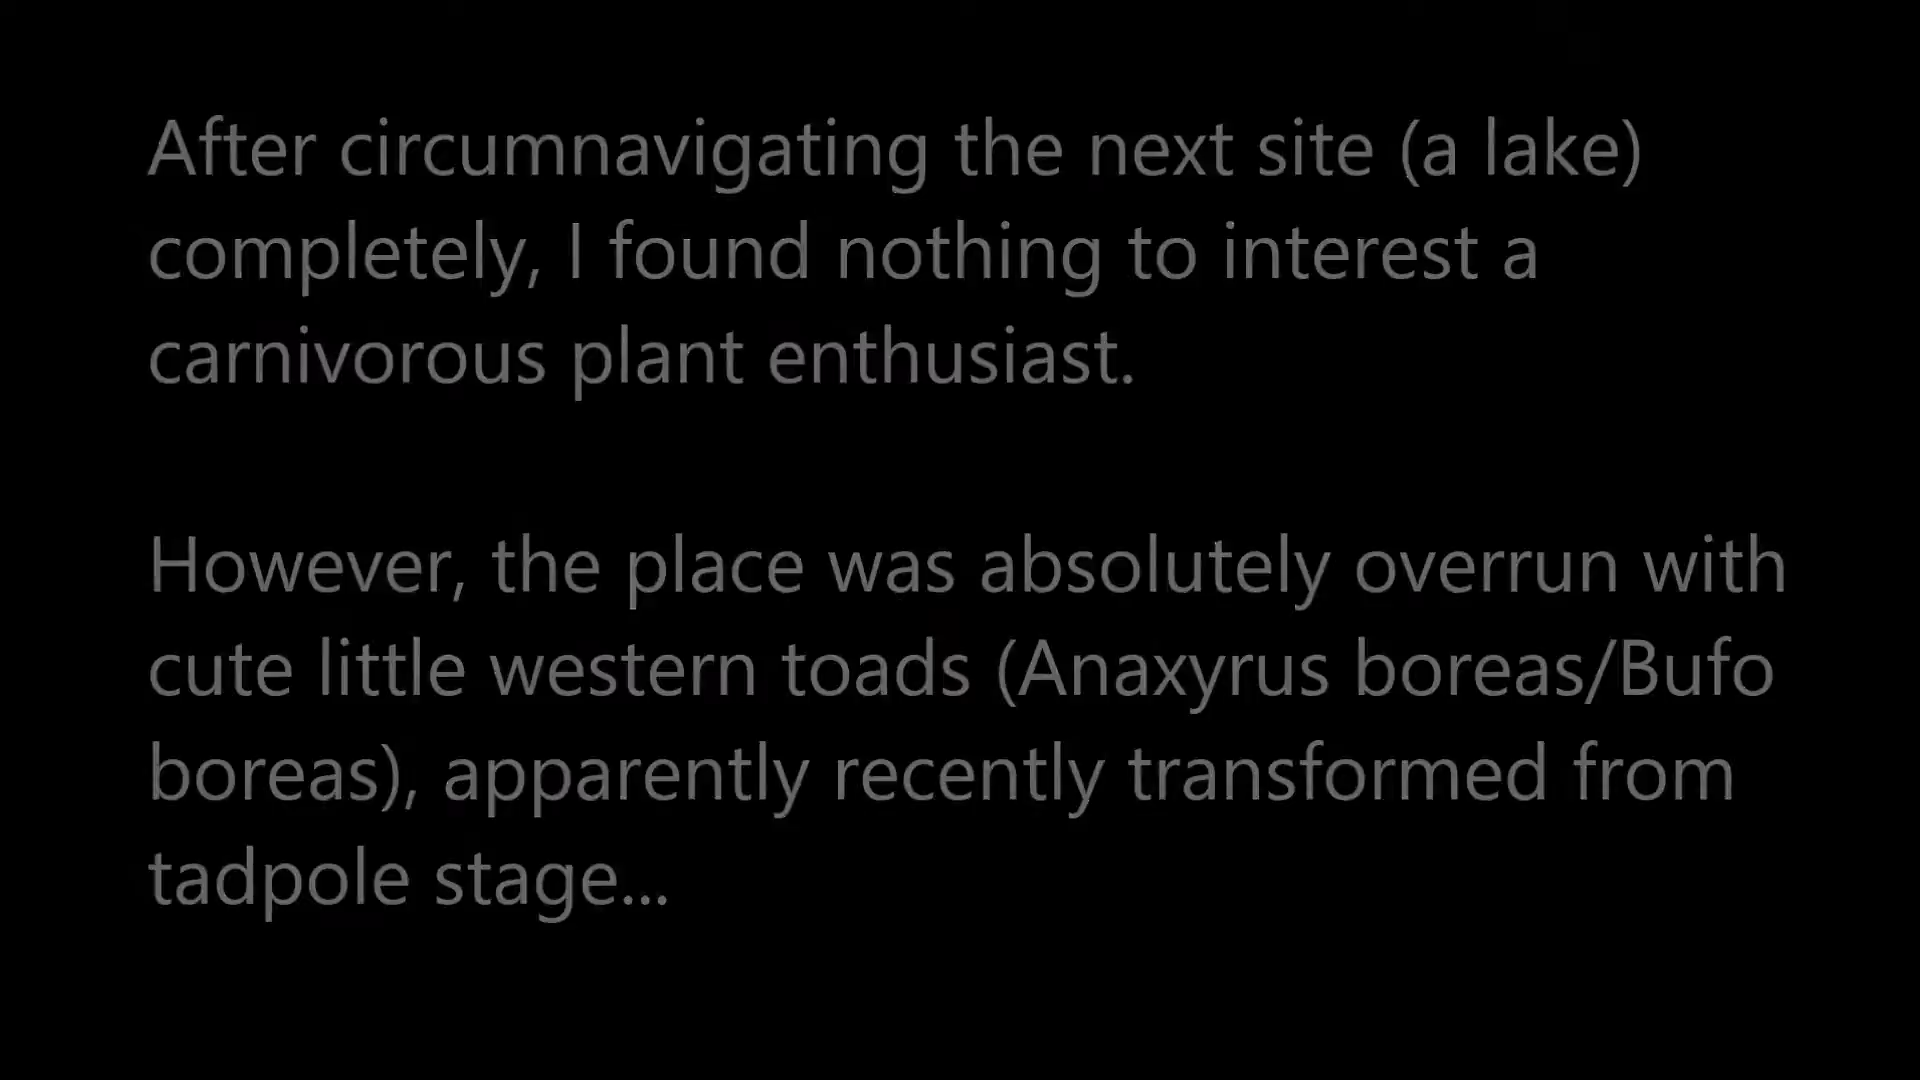 After circumnavigating the next site (a lake)
completely, I found nothing to interest a
carnivorous plant enthusiast.
However, the place was absolutely overrun with
cute little western toads (Anaxyrus boreas/Bufo
boreas), apparently recently transformed from
tadpole stage...